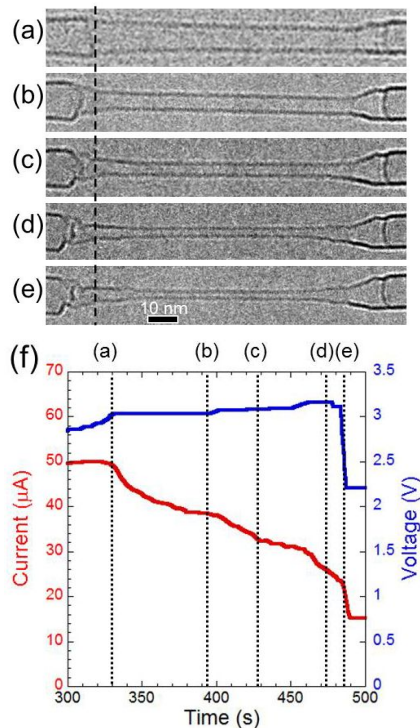 (a)
(b)
(c)
(d)
(e)
10 nm
(f)
(a) (b) (c) (d) (e)
70 3.5
60 3
50 2.5
40 2
30 1.5
20 1
10 0.5
0 0
300 350 400 450 500
Current (μA)
Voltage (V)
Time (s)